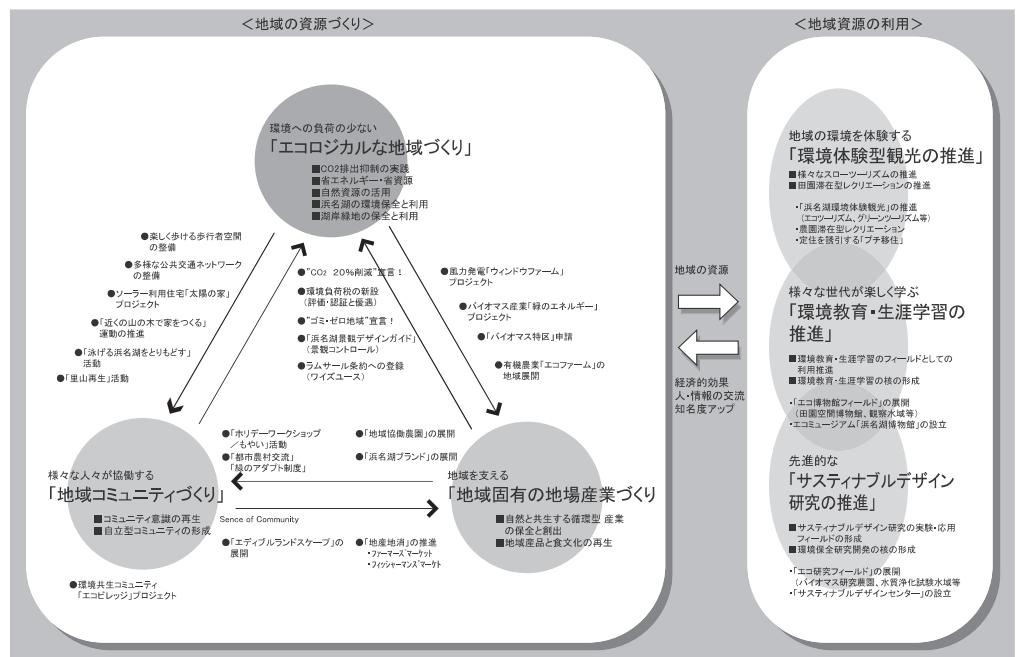 ＜地域の資源づくり＞
環境への負荷の少ない
「エコロジカルな地域づくり」
■CO2排出抑制の実践
■省エネルギー・省資源
■自然資源の活用
■浜名湖の環境保全と利用
■湖岸緑地の保全と利用
●楽しく歩ける歩行者空間
の整備
●多様な公共交通ネットワーク
の整備
●ソーラー利用住宅「太陽の家」
プロジェクト
●「近くの山の木で家をつくる」
運動の推進
●「泳げる浜名湖をとりもどす」
活動
●「里山再生」活動
●"CO2 20%削減"宣言！
●環境負荷税の新設
（評価・認証と優遇）
●"ゴミ・ゼロ地域"宣言！
●「浜名湖景観デザインガイド」
（景観コントロール）
●ラムサール条約への登録
（ワイズユース）
●風力発電「ウィンドウファーム」
プロジェクト
●バイオマス産業「緑のエネルギー」
プロジェクト
●「バイオマス特区」申請
●有機農業「エコファーム」の
地域展開
様々な人々が協働する
「地域コミュニティづくり」
■コミュニティ意識の再生
■自立型コミュニティの形成
●環境共生コミュニティ
「エコビレッジ」プロジェクト
●「ホリデーワークショップ
／もやい」活動
●「都市農村交流」
「緑のアダプト制度」
●「地域協働農園」の展開
●「浜名湖ブランド」の展開
Sence of Community
●「エディブルランドスケープ」の
展開
●「地産地消」の推進
・ファーマーズマーケット
・フィッシャーマンズマーケト
地域を支える
「地域固有の地場産業づくり
■自然と共生する循環型 産業
の保全と創出
■地域産品と食文化の再生
地域の資源
経済的効果
人・情報の交流
知名度アップ
＜地域資源の利用＞
地域の環境を体験する
「環境体験型観光の推進」
■様々なスローツーリズムの推進
■田園滞在型レクリエーションの推進
・「浜名湖環境体験観光」の推進
（エコツーリズム、グリーンツーリズム等）
・農園滞在型レクリエーション
・定住を誘引する「プチ移住」
様々な世代が楽しく学ぶ
「環境教育・生涯学習の
推進」
■環境教育・生涯学習のフィールドとしての
利用推進
■環境教育・生涯学習の核の形成
・「エコ博物館フィールド」の展開
（田園空間博物館、観察水域等）
・エコミュージアム「浜名湖博物館」の設立
先進的な
「サスティナブルデザイン
研究の推進」
■サスティナブルデザイン研究の実験・応用
フィールドの形成
■環境保全研究開発の核の形成
・「エコ研究フィールド」の展開
（バイオマス研究農園、水質浄化試験水域等
・「サスティナブルデザインセンター」の設立